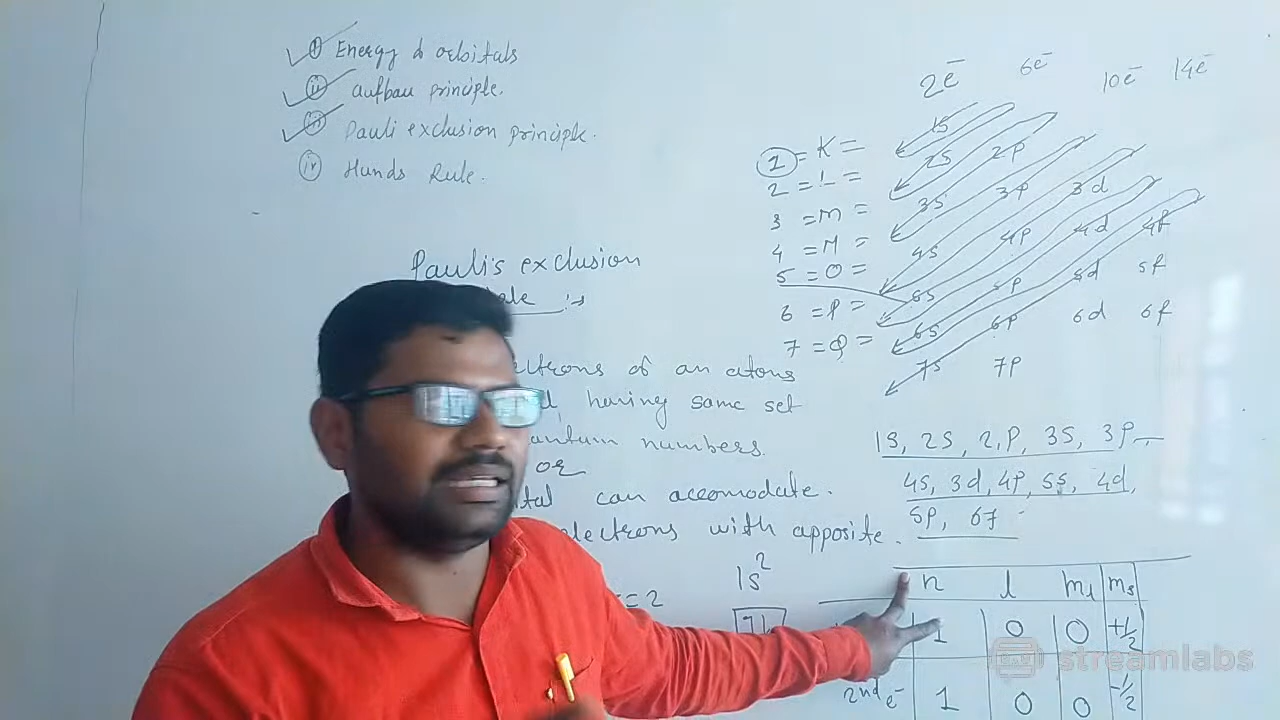 (i) Energy & orbitals
(ii) aufbau principle.
(iii) Pauli exclusion principle.
(iv) Hunds Rule.
2e⁻ 6e⁻ 10e⁻ 14e⁻
1 = K = 1s
2 = L = 2s 2p
3 = M = 3s 3p 3d
4 = N = 4s 4p 4d 4f
5 = O = 5s 5p 5d 5f
6 = P = 6s 6p 6d 6f
7 = Q = 7s 7p
Pauli's exclusion
of an atoms
having same set
numbers.
or
can accomodate.
electrons with apposite.
1s, 2s, 2p, 3s, 3p
4s, 3d, 4p, 5s, 4d,
5p, 6f
1s²
= 2
n l ml ms
1 0 0 +1/2
2nd e⁻ 1 0 0 -1/2
streamlabs